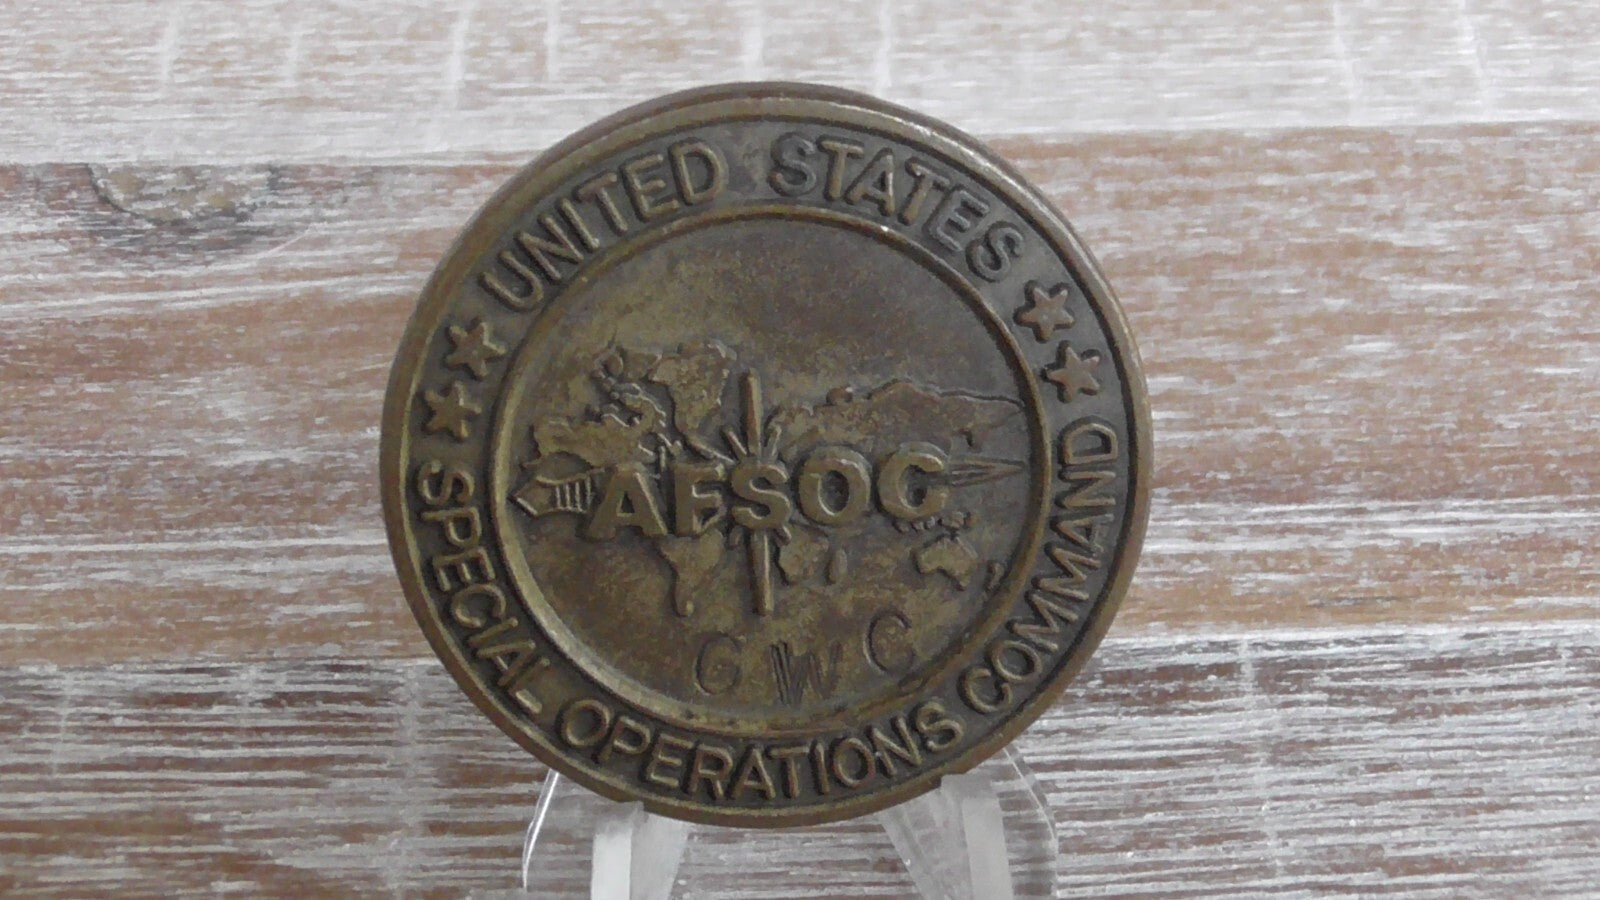 UNITED STATES
AFSOC
GWC
SPECIAL OPERATIONS COMMAND